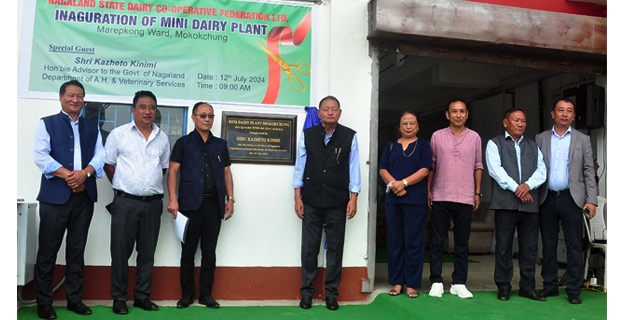 NAGALAND STATE DAIRY CO-OPERATIVE FEDERATION LTD.
INAGURATION OF MINI DAIRY PLANT
Marepkong Ward, Mokokchung
Special Guest
Shri Kazheto Kinimi
Hon'ble Advisor to the Govt. of Nagaland
Department of A.H. & Veterinary Services
Date : 12th July 2024
Time : 09:00 AM
MINI DAIRY PLANT MOKOKCHUNG
SHRI KAZHETO KINIMI